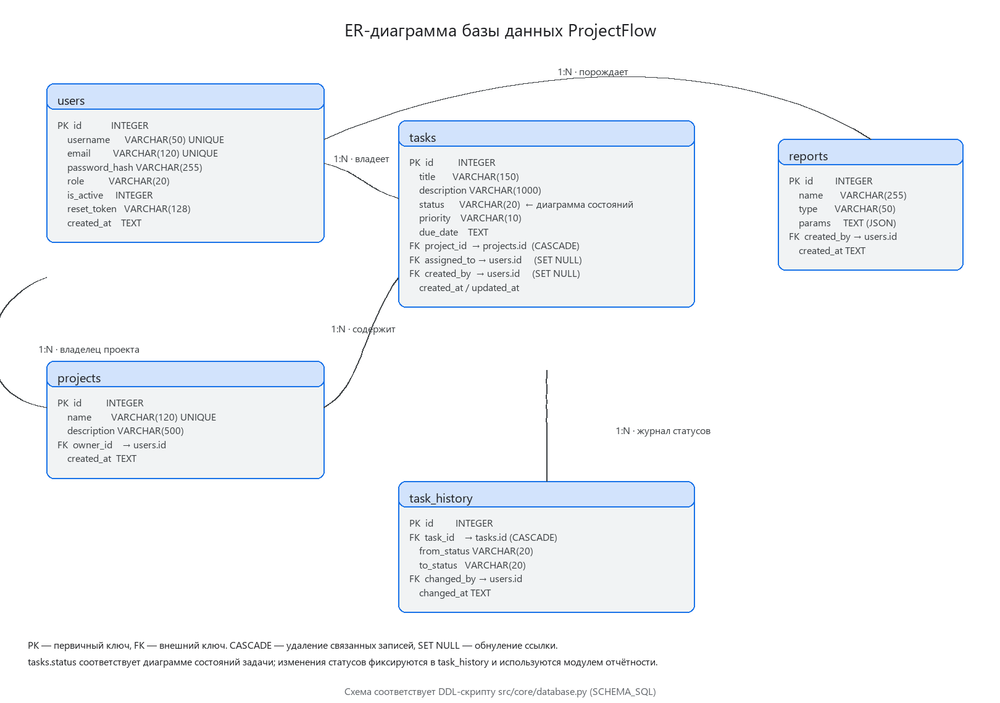 ER-диаграмма базы данных ProjectFlow
1:N · порождает
users
PK id INTEGER
username VARCHAR(50) UNIQUE
email VARCHAR(120) UNIQUE
password_hash VARCHAR(255)
role VARCHAR(20)
is_active INTEGER
reset_token VARCHAR(128)
created_at TEXT
1:N · владеет
tasks
PK id INTEGER
title VARCHAR(150)
description VARCHAR(1000)
status VARCHAR(20) ← диаграмма состояний
priority VARCHAR(10)
due_date TEXT
FK project_id → projects.id (CASCADE)
FK assigned_to → users.id (SET NULL)
FK created_by → users.id (SET NULL)
created_at / updated_at
reports
PK id INTEGER
name VARCHAR(255)
type VARCHAR(50)
params TEXT (JSON)
FK created_by → users.id
created_at TEXT
1:N · содержит
1:N · владелец проекта
projects
PK id INTEGER
name VARCHAR(120) UNIQUE
description VARCHAR(500)
FK owner_id → users.id
created_at TEXT
1:N · журнал статусов
task_history
PK id INTEGER
FK task_id → tasks.id (CASCADE)
from_status VARCHAR(20)
to_status VARCHAR(20)
FK changed_by → users.id
changed_at TEXT
PK — первичный ключ, FK — внешний ключ. CASCADE — удаление связанных записей, SET NULL — обнуление ссылки.
tasks.status соответствует диаграмме состояний задачи; изменения статусов фиксируются в task_history и используются модулем отчётности.
Схема соответствует DDL-скрипту src/core/database.py (SCHEMA_SQL)